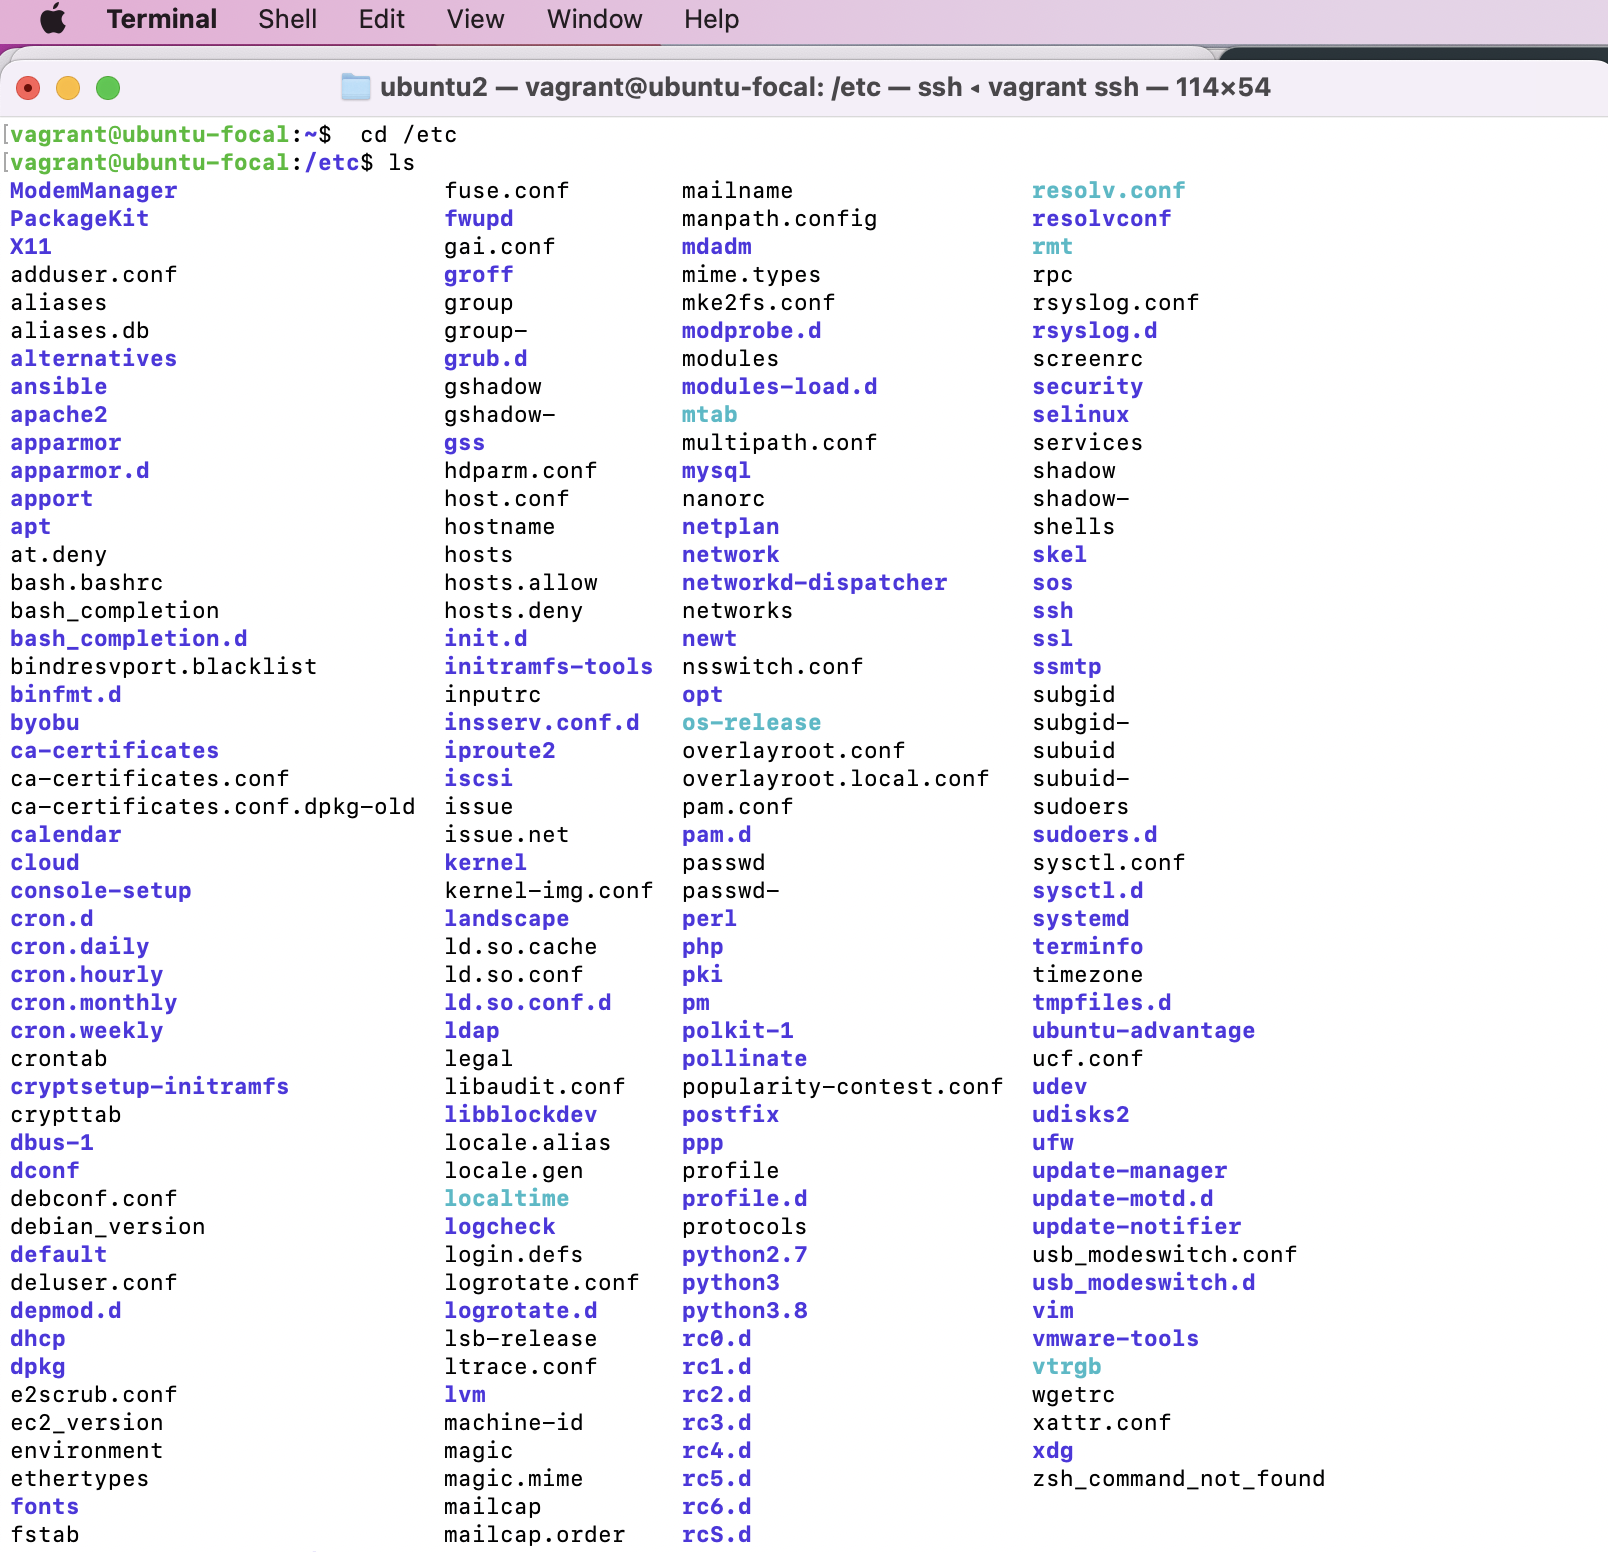 Terminal Shell Edit View Window Help
ubuntu2 — vagrant@ubuntu-focal: /etc — ssh ◂ vagrant ssh — 114×54
[vagrant@ubuntu-focal:~$  cd /etc
[vagrant@ubuntu-focal:/etc$ ls
ModemManager fuse.conf mailname resolv.conf
PackageKit fwupd manpath.config resolvconf
X11 gai.conf mdadm rmt
adduser.conf groff mime.types rpc
aliases group mke2fs.conf rsyslog.conf
aliases.db group- modprobe.d rsyslog.d
alternatives grub.d modules screenrc
ansible gshadow modules-load.d security
apache2 gshadow- mtab selinux
apparmor gss multipath.conf services
apparmor.d hdparm.conf mysql shadow
apport host.conf nanorc shadow-
apt hostname netplan shells
at.deny hosts network skel
bash.bashrc hosts.allow networkd-dispatcher sos
bash_completion hosts.deny networks ssh
bash_completion.d init.d newt ssl
bindresvport.blacklist initramfs-tools nsswitch.conf ssmtp
binfmt.d inputrc opt subgid
byobu insserv.conf.d os-release subgid-
ca-certificates iproute2 overlayroot.conf subuid
ca-certificates.conf iscsi overlayroot.local.conf subuid-
ca-certificates.conf.dpkg-old issue pam.conf sudoers
calendar issue.net pam.d sudoers.d
cloud kernel passwd sysctl.conf
console-setup kernel-img.conf passwd- sysctl.d
cron.d landscape perl systemd
cron.daily ld.so.cache php terminfo
cron.hourly ld.so.conf pki timezone
cron.monthly ld.so.conf.d pm tmpfiles.d
cron.weekly ldap polkit-1 ubuntu-advantage
crontab legal pollinate ucf.conf
cryptsetup-initramfs libaudit.conf popularity-contest.conf udev
crypttab libblockdev postfix udisks2
dbus-1 locale.alias ppp ufw
dconf locale.gen profile update-manager
debconf.conf localtime profile.d update-motd.d
debian_version logcheck protocols update-notifier
default login.defs python2.7 usb_modeswitch.conf
deluser.conf logrotate.conf python3 usb_modeswitch.d
depmod.d logrotate.d python3.8 vim
dhcp lsb-release rc0.d vmware-tools
dpkg ltrace.conf rc1.d vtrgb
e2scrub.conf lvm rc2.d wgetrc
ec2_version machine-id rc3.d xattr.conf
environment magic rc4.d xdg
ethertypes magic.mime rc5.d zsh_command_not_found
fonts mailcap rc6.d
fstab mailcap.order rcS.d